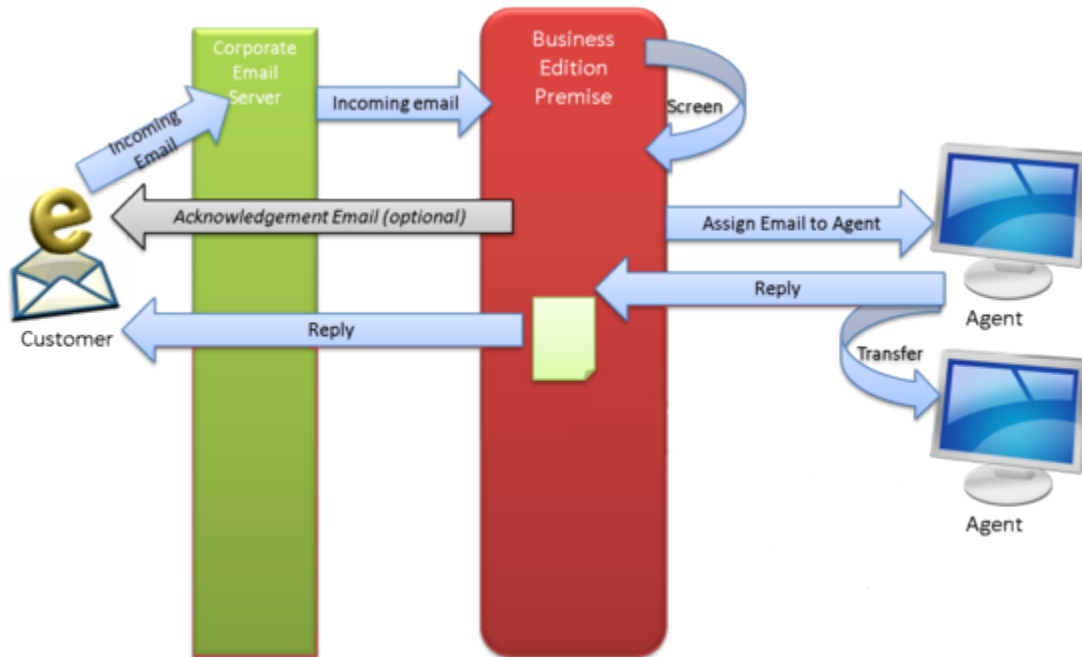 Corporate
Email
Server
Business
Edition
Premise
Incoming
Email
Incoming email
Screen
Acknowledgement Email (optional)
Assign Email to Agent
Reply
Agent
Customer
Reply
Transfer
Agent